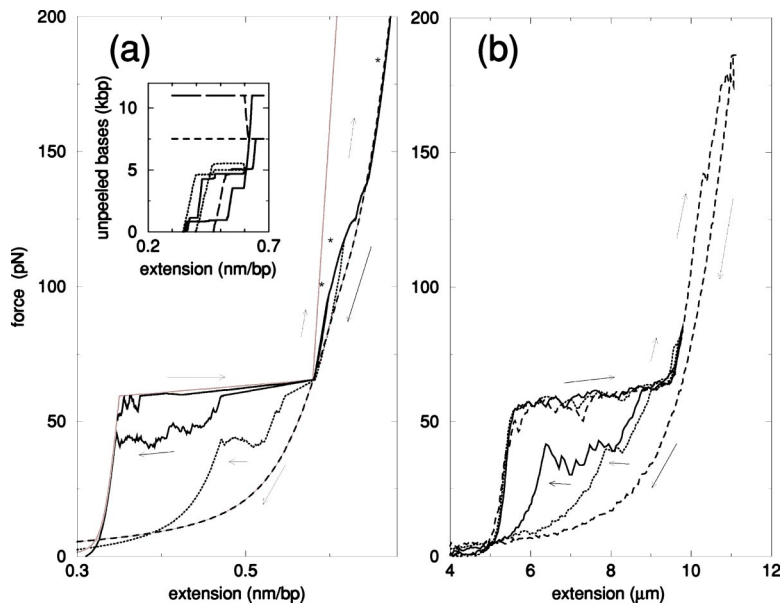 200
(a)
(b)
200
unpeeled bases (kbp)
10
5
0
0.2
0.7
extension (nm/bp)
150
150
force (pN)
100
100
50
50
0
0
0.3
0.5
4
6
8
10
12
extension (nm/bp)
extension (μm)
* * * *